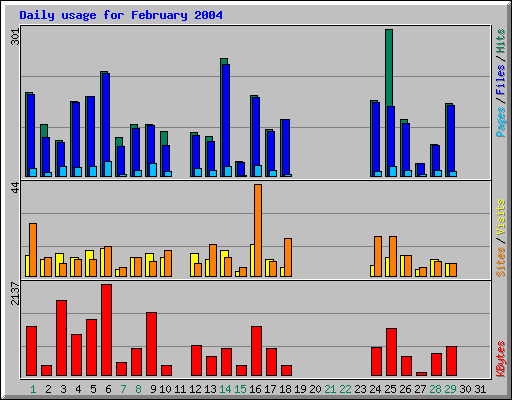 Daily usage for February 2004
301
Pages / Files / Hits
44
Sites / Visits
2137
KBytes
1 2 3 4 5 6 7 8 9 10 11 12 13 14 15 16 17 18 19 20 21 22 23 24 25 26 27 28 29 30 31